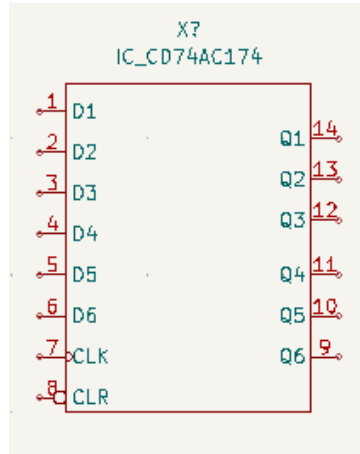 X?
IC_CD74AC174
1 D1
Q1 14
2 D2
Q2 13
3 D3
Q3 12
4 D4
5 D5
Q4 11
6 D6
Q5 10
7 CLK
Q6 9
8 CLR